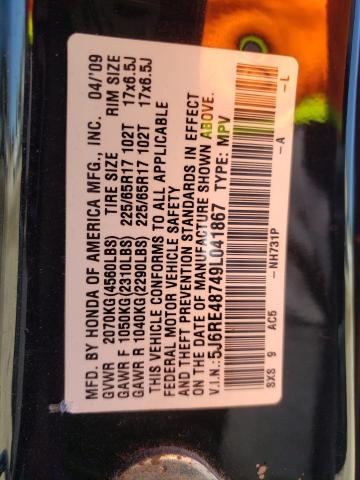 MFD. BY HONDA OF AMERICA MFG., INC. 04/'09
GVWR 2070KG(4560LBS) TIRE SIZE RIM SIZE
GAWR F 1050KG(2310LBS) 225/65R17 102T 17x6.5J
GAWR R 1040KG(2290LBS) 225/65R17 102T 17x6.5J
THIS VEHICLE CONFORMS TO ALL APPLICABLE
FEDERAL MOTOR VEHICLE SAFETY
AND THEFT PREVENTION STANDARDS IN EFFECT
ON THE DATE OF MANUFACTURE SHOWN ABOVE.
V.I.N.: 5J6RE48749L041867 TYPE: MPV
SXS 9 AC5 -NH731P -A -L